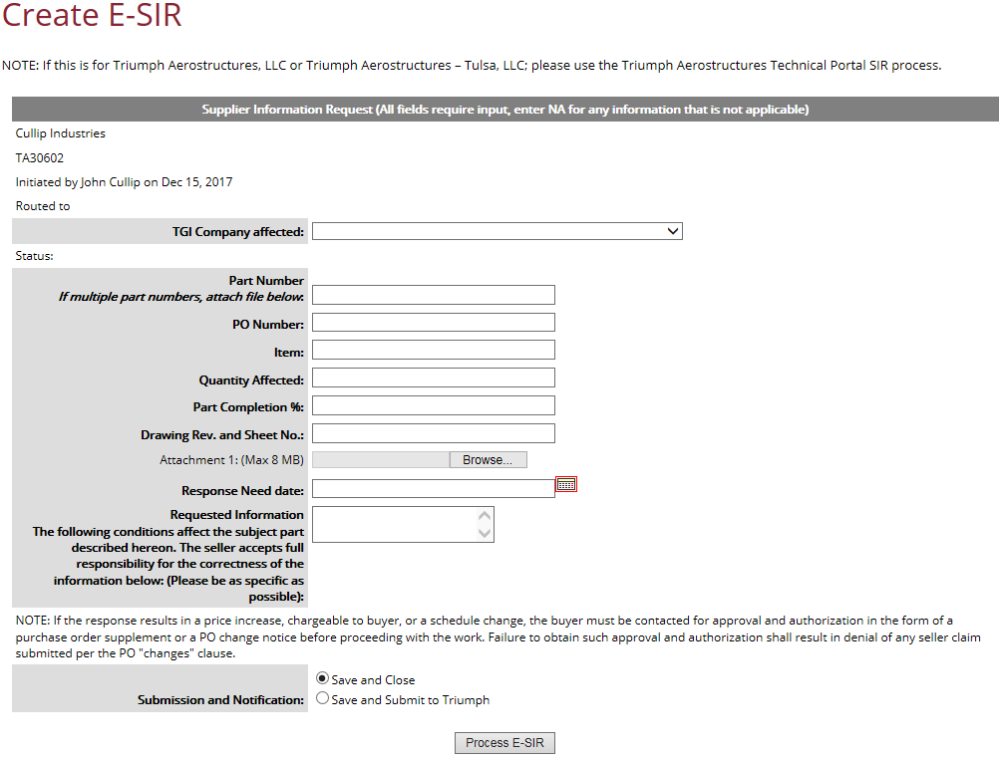 Create E-SIR
NOTE: If this is for Triumph Aerostructures, LLC or Triumph Aerostructures – Tulsa, LLC; please use the Triumph Aerostructures Technical Portal SIR process.
Supplier Information Request (All fields require input, enter NA for any information that is not applicable)
Cullip Industries
TA30602
Initiated by John Cullip on Dec 15, 2017
Routed to
TGI Company affected:
Status:
Part Number
If multiple part numbers, attach file below.
PO Number:
Item:
Quantity Affected:
Part Completion %:
Drawing Rev. and Sheet No.:
Attachment 1: (Max 8 MB) Browse...
Response Need date:
Requested Information
The following conditions affect the subject part
described hereon. The seller accepts full
responsibility for the correctness of the
information below: (Please be as specific as
possible):
NOTE: If the response results in a price increase, chargeable to buyer, or a schedule change, the buyer must be contacted for approval and authorization in the form of a
purchase order supplement or a PO change notice before proceeding with the work. Failure to obtain such approval and authorization shall result in denial of any seller claim
submitted per the PO "changes" clause.
Save and Close
Submission and Notification: Save and Submit to Triumph
Process E-SIR